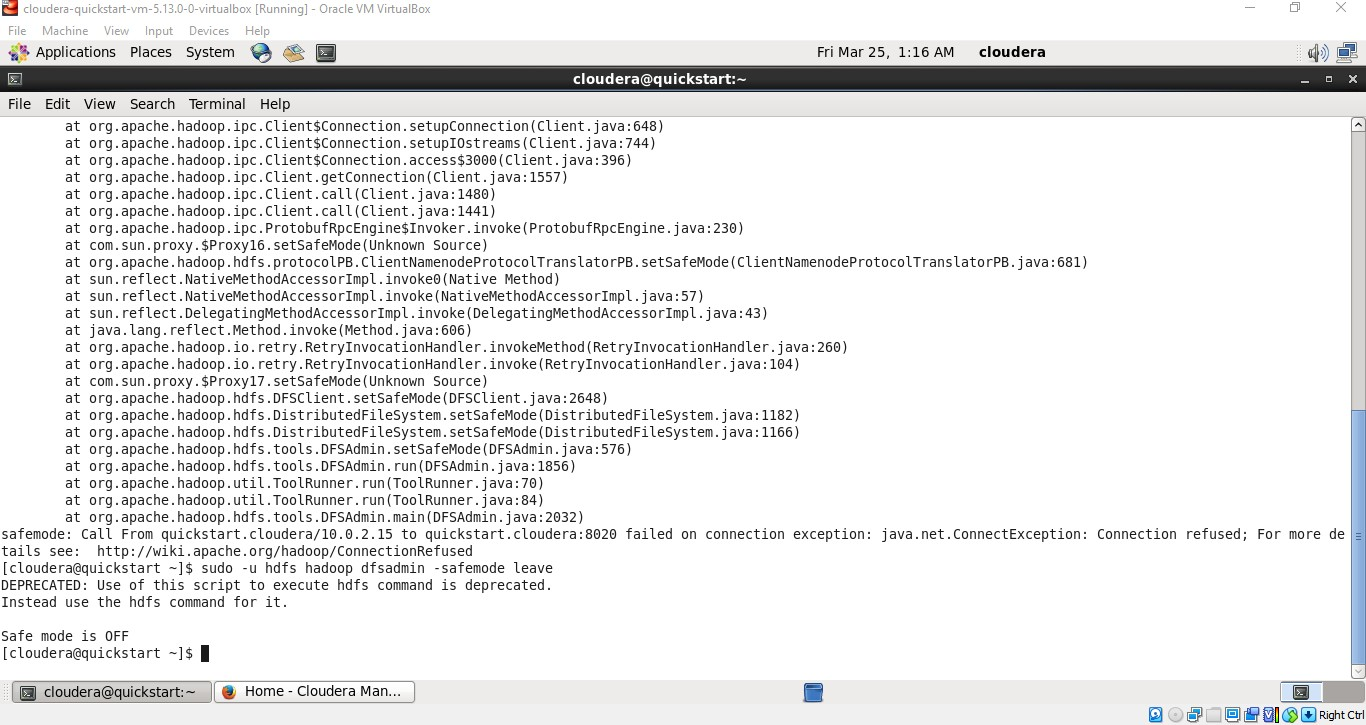 cloudera-quickstart-vm-5.13.0-0-virtualbox [Running] - Oracle VM VirtualBox
File Machine View Input Devices Help
Applications Places System Fri Mar 25, 1:16 AM cloudera
cloudera@quickstart:~
File Edit View Search Terminal Help
at org.apache.hadoop.ipc.Client$Connection.setupConnection(Client.java:648)
at org.apache.hadoop.ipc.Client$Connection.setupIOstreams(Client.java:744)
at org.apache.hadoop.ipc.Client$Connection.access$3000(Client.java:396)
at org.apache.hadoop.ipc.Client.getConnection(Client.java:1557)
at org.apache.hadoop.ipc.Client.call(Client.java:1480)
at org.apache.hadoop.ipc.Client.call(Client.java:1441)
at org.apache.hadoop.ipc.ProtobufRpcEngine$Invoker.invoke(ProtobufRpcEngine.java:230)
at com.sun.proxy.$Proxy16.setSafeMode(Unknown Source)
at org.apache.hadoop.hdfs.protocolPB.ClientNamenodeProtocolTranslatorPB.setSafeMode(ClientNamenodeProtocolTranslatorPB.java:681)
at sun.reflect.NativeMethodAccessorImpl.invoke0(Native Method)
at sun.reflect.NativeMethodAccessorImpl.invoke(NativeMethodAccessorImpl.java:57)
at sun.reflect.DelegatingMethodAccessorImpl.invoke(DelegatingMethodAccessorImpl.java:43)
at java.lang.reflect.Method.invoke(Method.java:606)
at org.apache.hadoop.io.retry.RetryInvocationHandler.invokeMethod(RetryInvocationHandler.java:260)
at org.apache.hadoop.io.retry.RetryInvocationHandler.invoke(RetryInvocationHandler.java:104)
at com.sun.proxy.$Proxy17.setSafeMode(Unknown Source)
at org.apache.hadoop.hdfs.DFSClient.setSafeMode(DFSClient.java:2648)
at org.apache.hadoop.hdfs.DistributedFileSystem.setSafeMode(DistributedFileSystem.java:1182)
at org.apache.hadoop.hdfs.DistributedFileSystem.setSafeMode(DistributedFileSystem.java:1166)
at org.apache.hadoop.hdfs.tools.DFSAdmin.setSafeMode(DFSAdmin.java:576)
at org.apache.hadoop.hdfs.tools.DFSAdmin.run(DFSAdmin.java:1856)
at org.apache.hadoop.util.ToolRunner.run(ToolRunner.java:70)
at org.apache.hadoop.util.ToolRunner.run(ToolRunner.java:84)
at org.apache.hadoop.hdfs.tools.DFSAdmin.main(DFSAdmin.java:2032)
safemode: Call From quickstart.cloudera/10.0.2.15 to quickstart.cloudera:8020 failed on connection exception: java.net.ConnectException: Connection refused; For more de
tails see:  http://wiki.apache.org/hadoop/ConnectionRefused
[cloudera@quickstart ~]$ sudo -u hdfs hadoop dfsadmin -safemode leave
DEPRECATED: Use of this script to execute hdfs command is deprecated.
Instead use the hdfs command for it.
Safe mode is OFF
[cloudera@quickstart ~]$
cloudera@quickstart:~ Home - Cloudera Man...
Right Ctrl